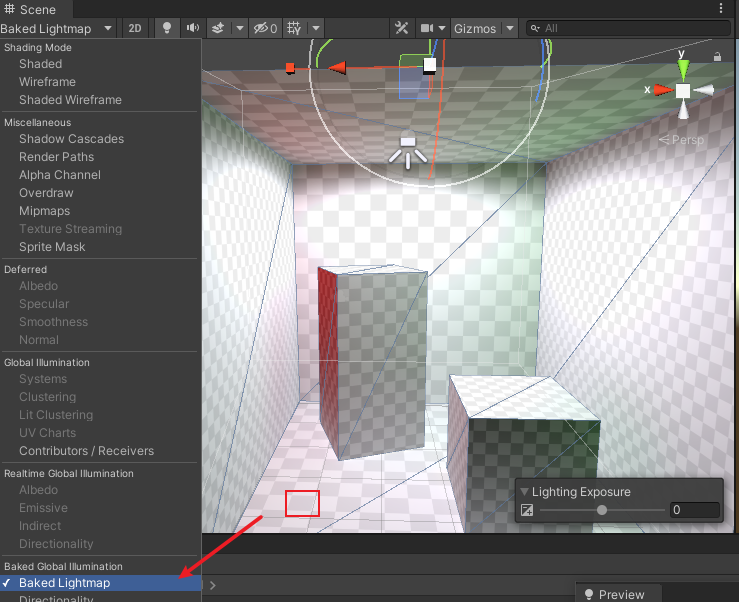 Scene
Baked Lightmap
2D
0
Gizmos
All
Shading Mode
Shaded
Wireframe
Shaded Wireframe
Miscellaneous
Shadow Cascades
Render Paths
Alpha Channel
Overdraw
Mipmaps
Texture Streaming
Sprite Mask
Deferred
Albedo
Specular
Smoothness
Normal
Global Illumination
Systems
Clustering
Lit Clustering
UV Charts
Contributors / Receivers
Realtime Global Illumination
Albedo
Emissive
Indirect
Directionality
Baked Global Illumination
Baked Lightmap
Directionality
y
x
Persp
Lighting Exposure
0
Preview